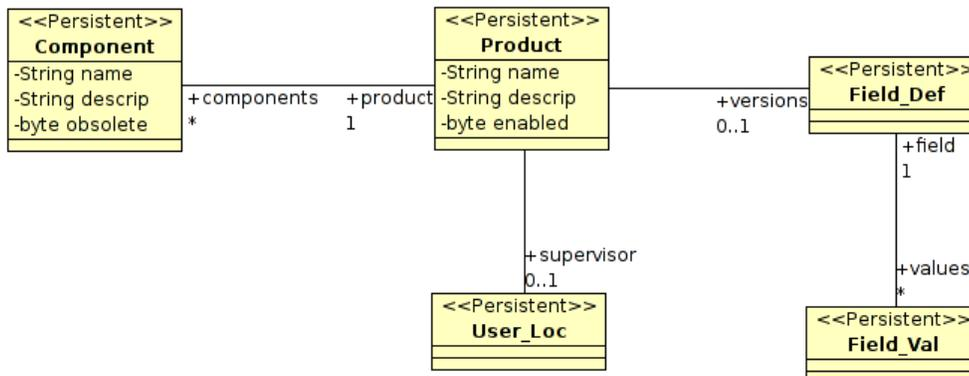 <<Persistent>>
Component
-String name
-String descrip
-byte obsolete
+components
*
+product
1
<<Persistent>>
Product
-String name
-String descrip
-byte enabled
+versions
0..1
<<Persistent>>
Field_Def
+field
1
+supervisor
0..1
<<Persistent>>
User_Loc
+values
*
<<Persistent>>
Field_Val